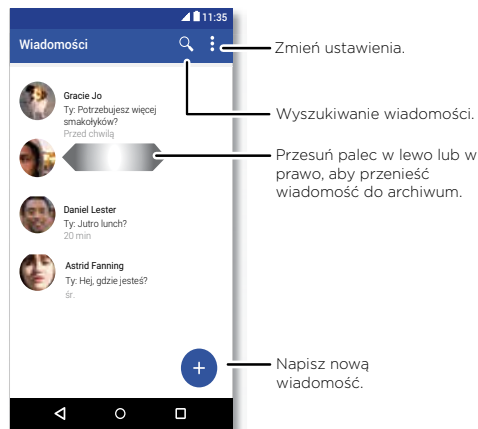 11:35
Wiadomości
Zmień ustawienia.
Gracie Jo
Ty: Potrzebujesz więcej
smakołyków?
Przed chwilą
Wyszukiwanie wiadomości.
Przesuń palec w lewo lub w
prawo, aby przenieść
wiadomość do archiwum.
Daniel Lester
Ty: Jutro lunch?
20 min
Astrid Fanning
Ty: Hej, gdzie jesteś?
śr.
Napisz nową
wiadomość.